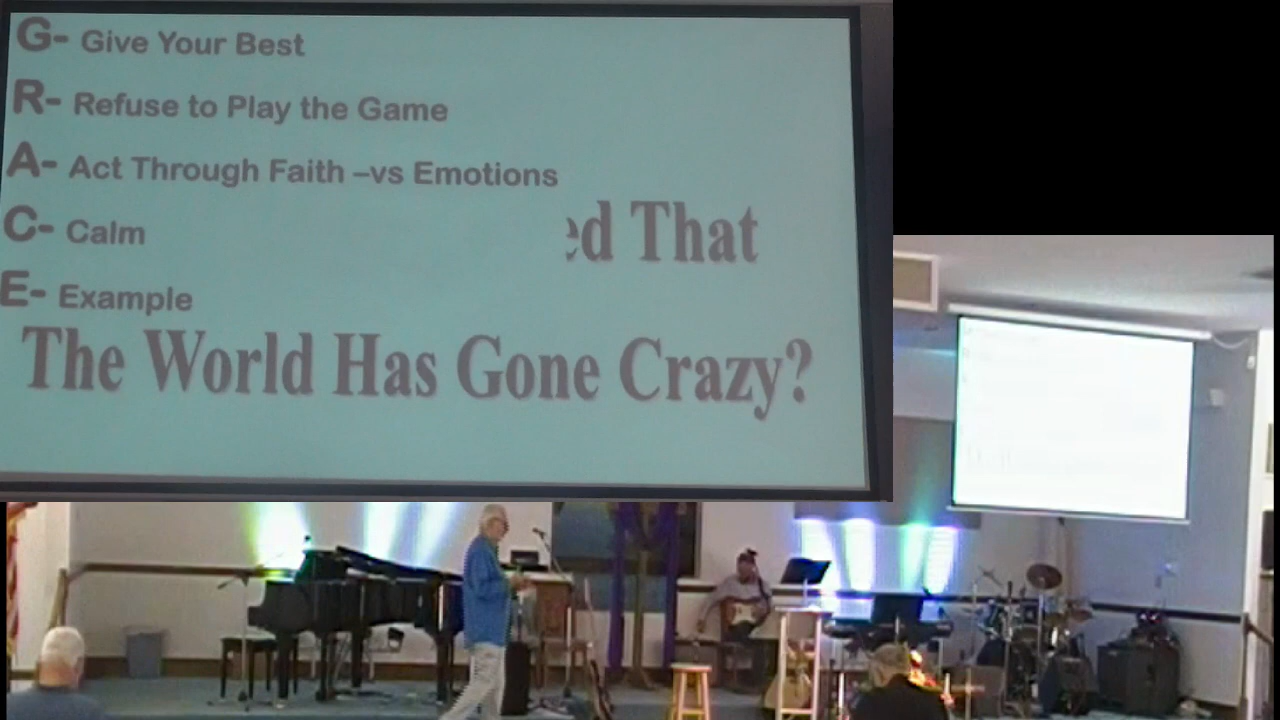 G- Give Your Best
R- Refuse to Play the Game
A- Act Through Faith –vs Emotions
C- Calm
ed That
E- Example
The World Has Gone Crazy?